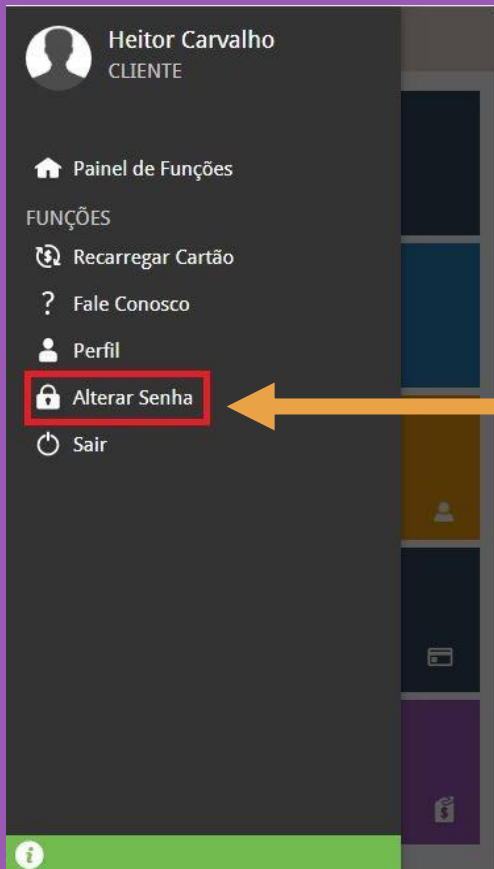 Heitor Carvalho
CLIENTE
Painel de Funções
FUNÇÕES
Recarregar Cartão
Fale Conosco
Perfil
Alterar Senha
Sair